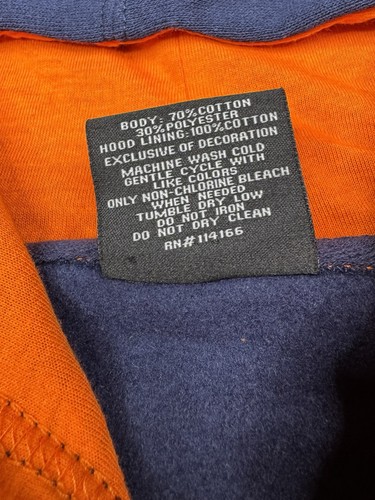 BODY: 70%COTTON
30%POLYESTER
HOOD LINING:100%COTTON
EXCLUSIVE OF DECORATION
MACHINE WASH COLD
GENTLE CYCLE WITH
LIKE COLORS
ONLY NON-CHLORINE BLEACH
WHEN NEEDED
TUMBLE DRY LOW
DO NOT IRON
DO NOT DRY CLEAN
RN#114166